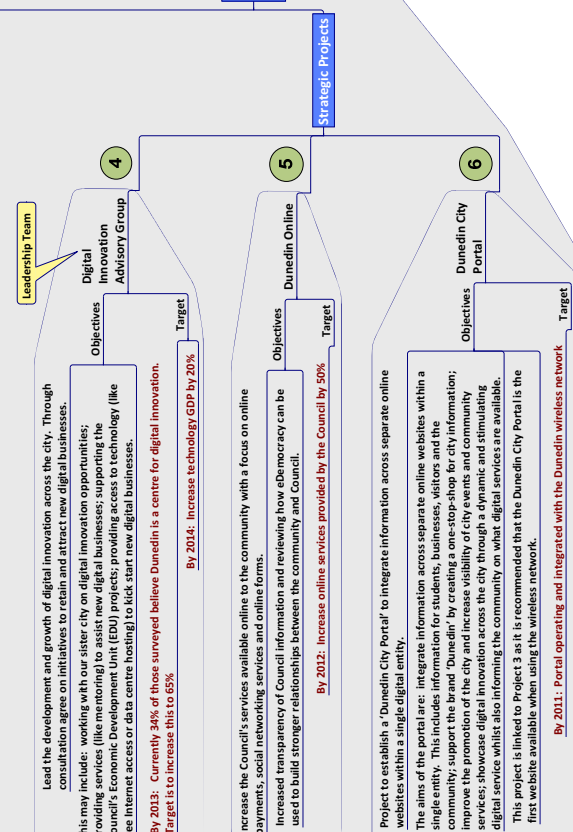 Strategic Projects
Leadership Team
4
Digital
Innovation
Advisory Group
Objectives
Lead the development and growth of digital innovation across the city. Through
consultation agree on initiatives to retain and attract new digital businesses.
his may include: working with our sister city on digital innovation opportunities;
roviding services (like mentoring) to assist new digital businesses; supporting the
ouncil's Economic Development Unit (EDU) projects; providing access to technology (like
ee Internet access or data centre hosting) to kick start new digital businesses.
Target
By 2013: Currently 34% of those surveyed believe Dunedin is a centre for digital innovation.
Target is to increase this to 65%
By 2014: Increase technology GDP by 20%
5
Dunedin Online
Objectives
ncrease the Council's services available online to the community with a focus on online
payments, social networking services and online forms.
Increased transparency of Council information and reviewing how eDemocracy can be
used to build stronger relationships between the community and Council.
Target
By 2012: Increase online services provided by the Council by 50%
6
Dunedin City
Portal
Objectives
Project to establish a 'Dunedin City Portal' to integrate information across separate online
websites within a single digital entity.
The aims of the portal are: integrate information across separate online websites within a
single entity. This includes information for students, businesses, visitors and the
community; support the brand 'Dunedin' by creating a one-stop-shop for city information;
improve the promotion of the city and increase visibility of city events and community
services; showcase digital innovation across the city through a dynamic and stimulating
digital service whilst also informing the community on what digital services are available.
This project is linked to Project 3 as it is recommended that the Dunedin City Portal is the
first website available when using the wireless network.
Target
By 2011: Portal operating and integrated with the Dunedin wireless network